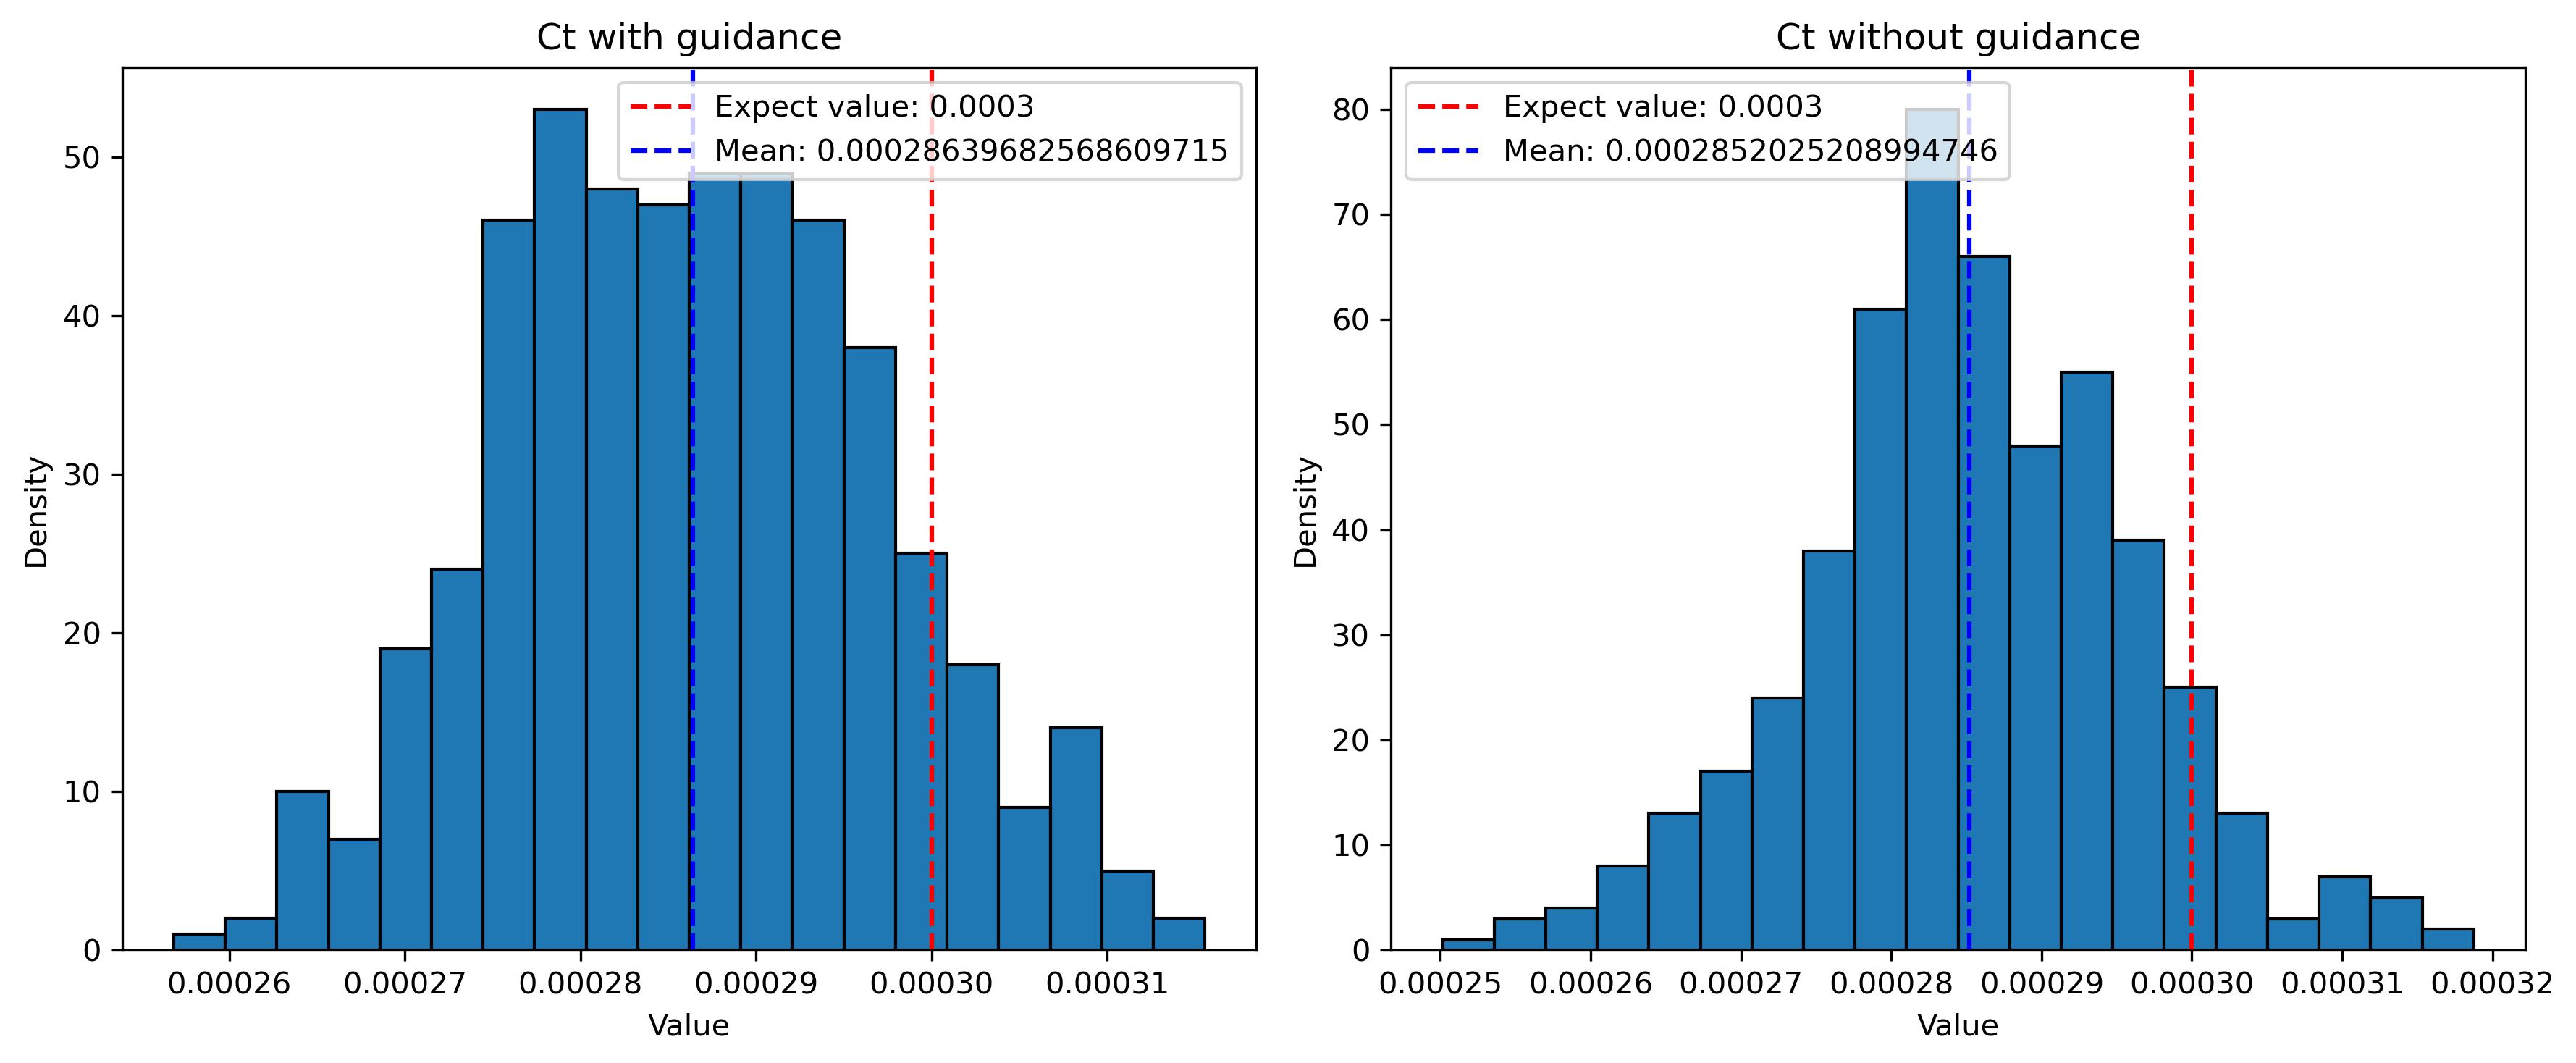 Ct with guidance
Expect value: 0.0003
Mean: 0.00028639682568609715
Density
50
40
30
20
10
0
0.00026 0.00027 0.00028 0.00029 0.00030 0.00031
Value
Ct without guidance
Expect value: 0.0003
Mean: 0.0002852025208994746
Density
80
70
60
50
40
30
20
10
0
0.00025 0.00026 0.00027 0.00028 0.00029 0.00030 0.00031 0.00032
Value